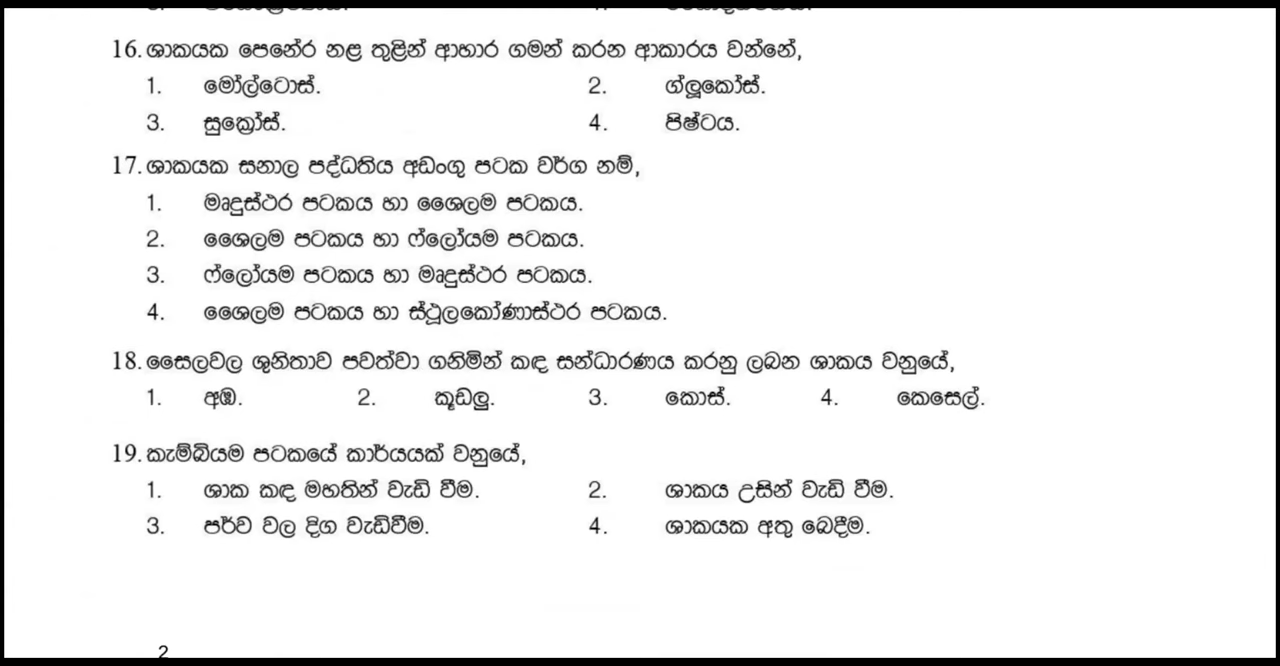 16. ශාකයක පෙනේර නළ තුළින් ආහාර ගමන් කරන ආකාරය වන්නේ,
1. මෝල්ටොස්. 2. ග්ලූකෝස්.
3. සුක්‍රෝස්. 4. පිෂ්ටය.
17. ශාකයක සනාල පද්ධතිය අඩංගු පටක වර්ග නම්,
1. මෘදුස්ථර පටකය හා ශෛලම පටකය.
2. ශෛලම පටකය හා ෆ්ලෝයම පටකය.
3. ෆ්ලෝයම පටකය හා මෘදුස්ථර පටකය.
4. ශෛලම පටකය හා ස්ථූලකෝණාස්ථර පටකය.
18. සෛලවල ශුනිතාව පවත්වා ගනිමින් කඳ සන්ධාරණය කරනු ලබන ශාකය වනුයේ,
1. අඹ. 2. කූඩලු. 3. කොස්. 4. කෙසෙල්.
19. කැම්බියම පටකයේ කාර්යයක් වනුයේ,
1. ශාක කඳ මහතින් වැඩි වීම. 2. ශාකය උසින් වැඩි වීම.
3. පර්ව වල දිග වැඩිවීම. 4. ශාකයක අතු බෙදීම.
2